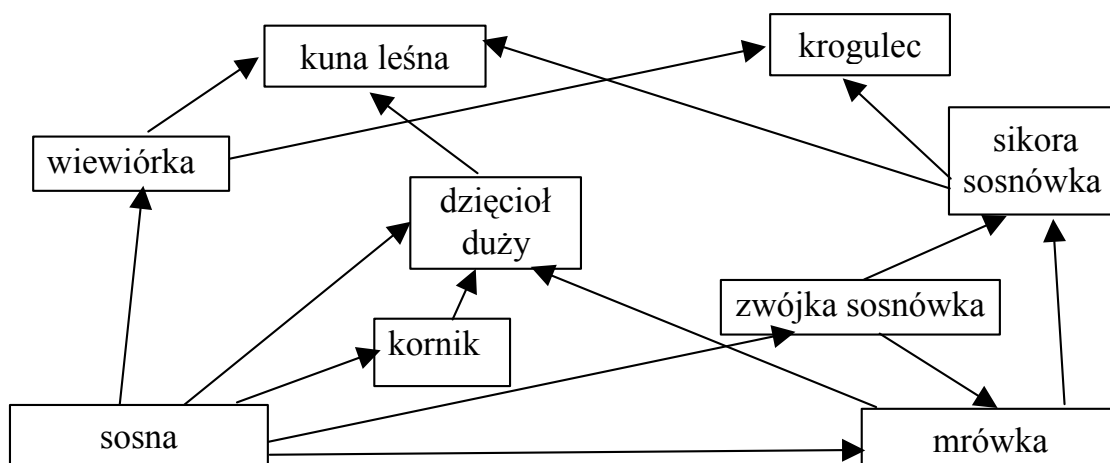 kuna leśna
krogulec
wiewiórka
sikora
sosnówka
dzięcioł
duży
zwójka sosnówka
kornik
sosna
mrówka